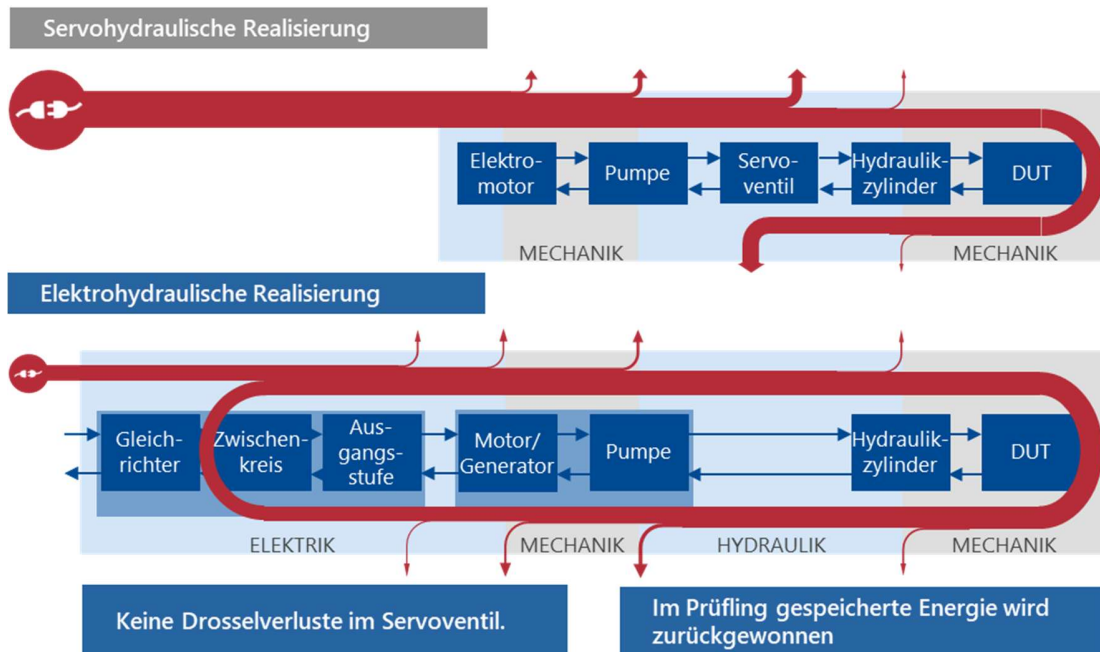 Servohydraulische Realisierung
Elektro-
motor
Pumpe
Servo-
ventil
Hydraulik-
zylinder
DUT
MECHANIK
MECHANIK
Elektrohydraulische Realisierung
Gleich-
richter
Zwischen-
kreis
Aus-
gangs-
stufe
Motor/
Generator
Pumpe
Hydraulik-
zylinder
DUT
ELEKTRIK
MECHANIK
HYDRAULIK
MECHANIK
Keine Drosselverluste im Servoventil.
Im Prüfling gespeicherte Energie wird
zurückgewonnen